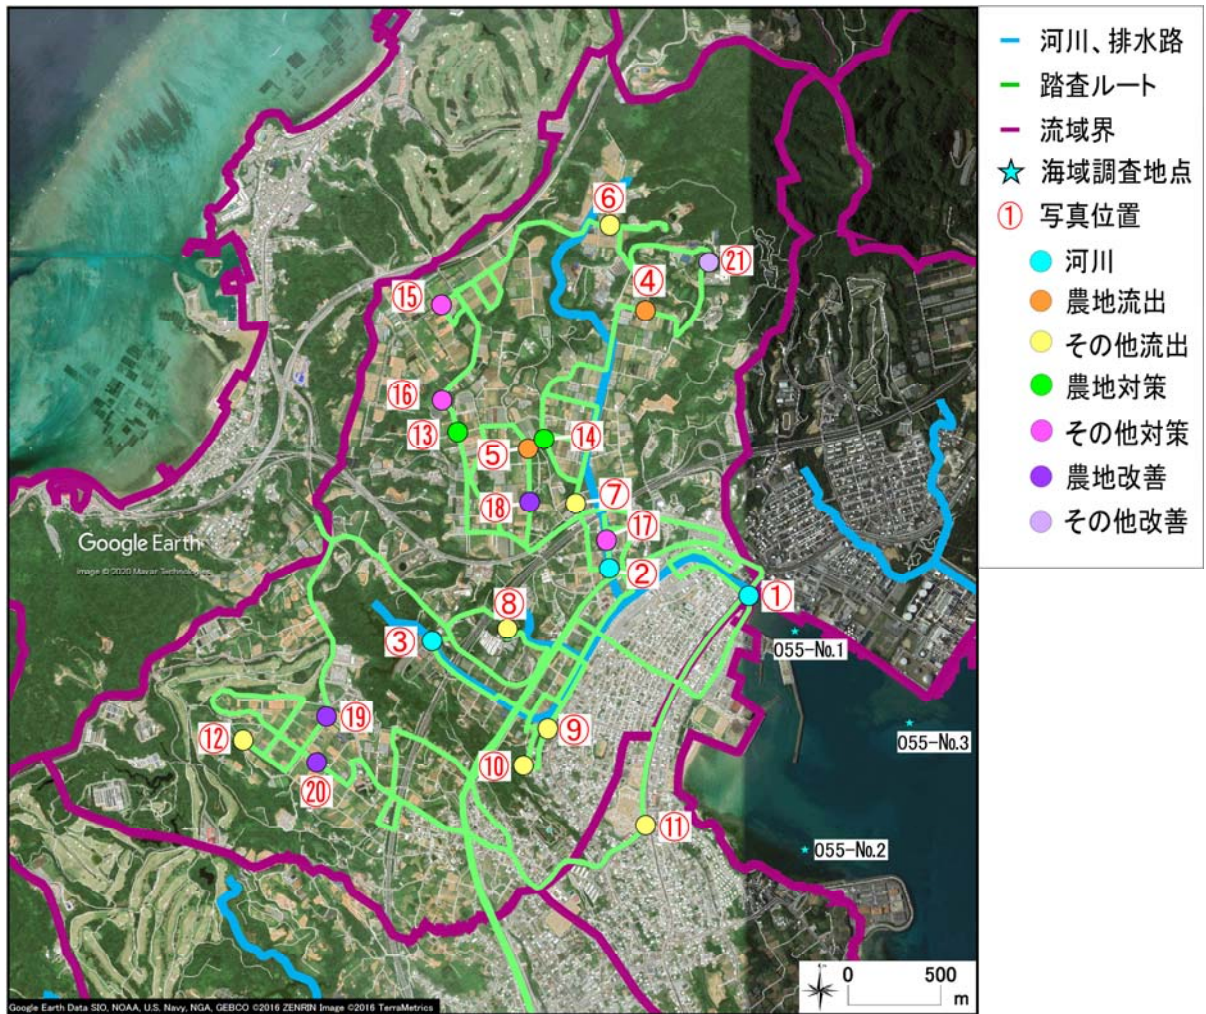 河川、排水路
踏査ルート
流域界
海域調査地点
① 写真位置
河川
農地流出
その他流出
農地対策
その他対策
農地改善
その他改善
⑥
㉑
④
⑮
⑯
⑬
⑭
⑤
⑦
⑱
⑰
②
①
⑧
③
055-No.1
⑲
⑨
055-No.3
⑫
⑩
⑳
⑪
055-No.2
Google Earth
Image © 2020 Maxar Technologies
0 500
m
Google Earth Data SIO, NOAA, U.S. Navy, NGA, GEBCO ©2016 ZENRIN Image ©2016 TerraMetrics